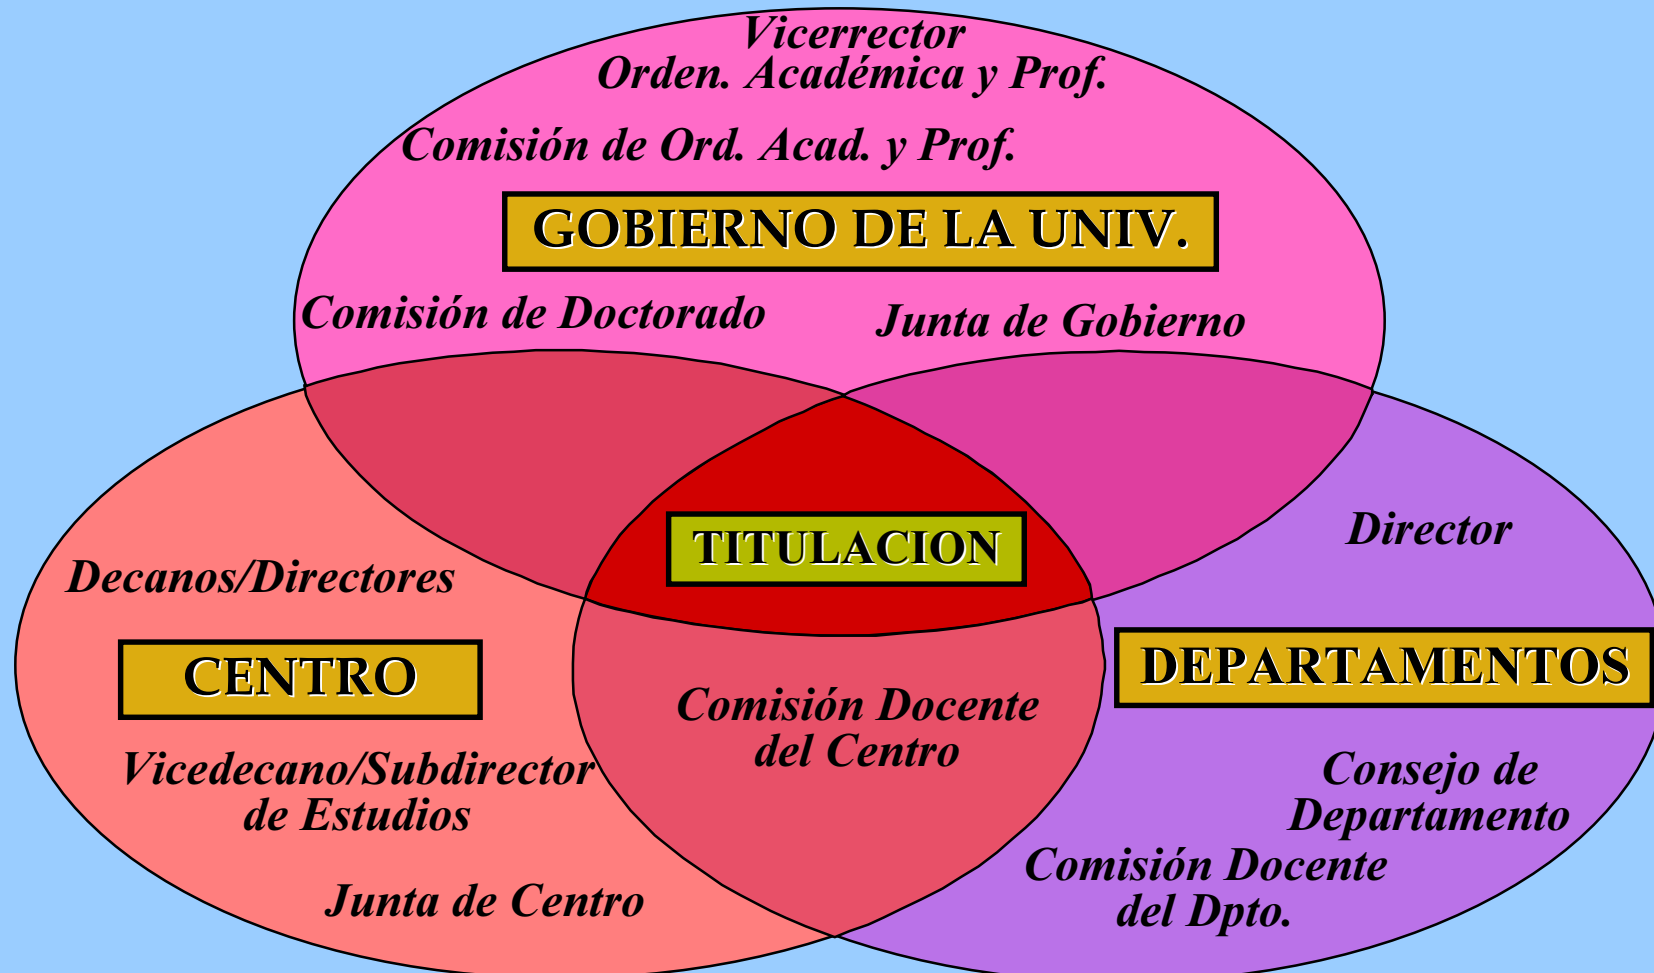 Vicerrector
Orden. Académica y Prof.
Comisión de Ord. Acad. y Prof.
GOBIERNO DE LA UNIV.
Comisión de Doctorado
Junta de Gobierno
TITULACION
Director
Decanos/Directores
CENTRO
DEPARTAMENTOS
Comisión Docente
del Centro
Vicedecano/Subdirector
de Estudios
Consejo de
Departamento
Junta de Centro
Comisión Docente
del Dpto.